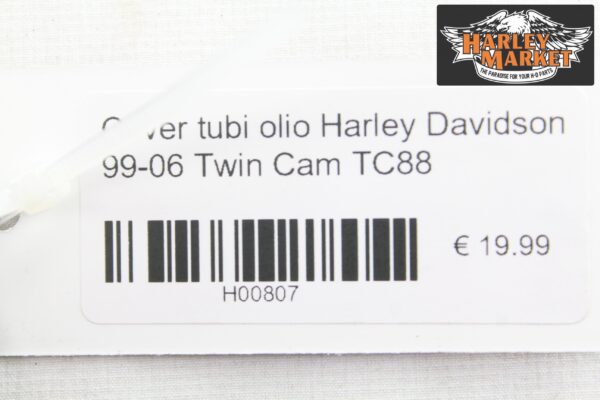 HARLEY
MARKET
THE PARADISE FOR YOUR H-D PARTS
Cover tubi olio Harley Davidson
99-06 Twin Cam TC88
€ 19.99
H00807